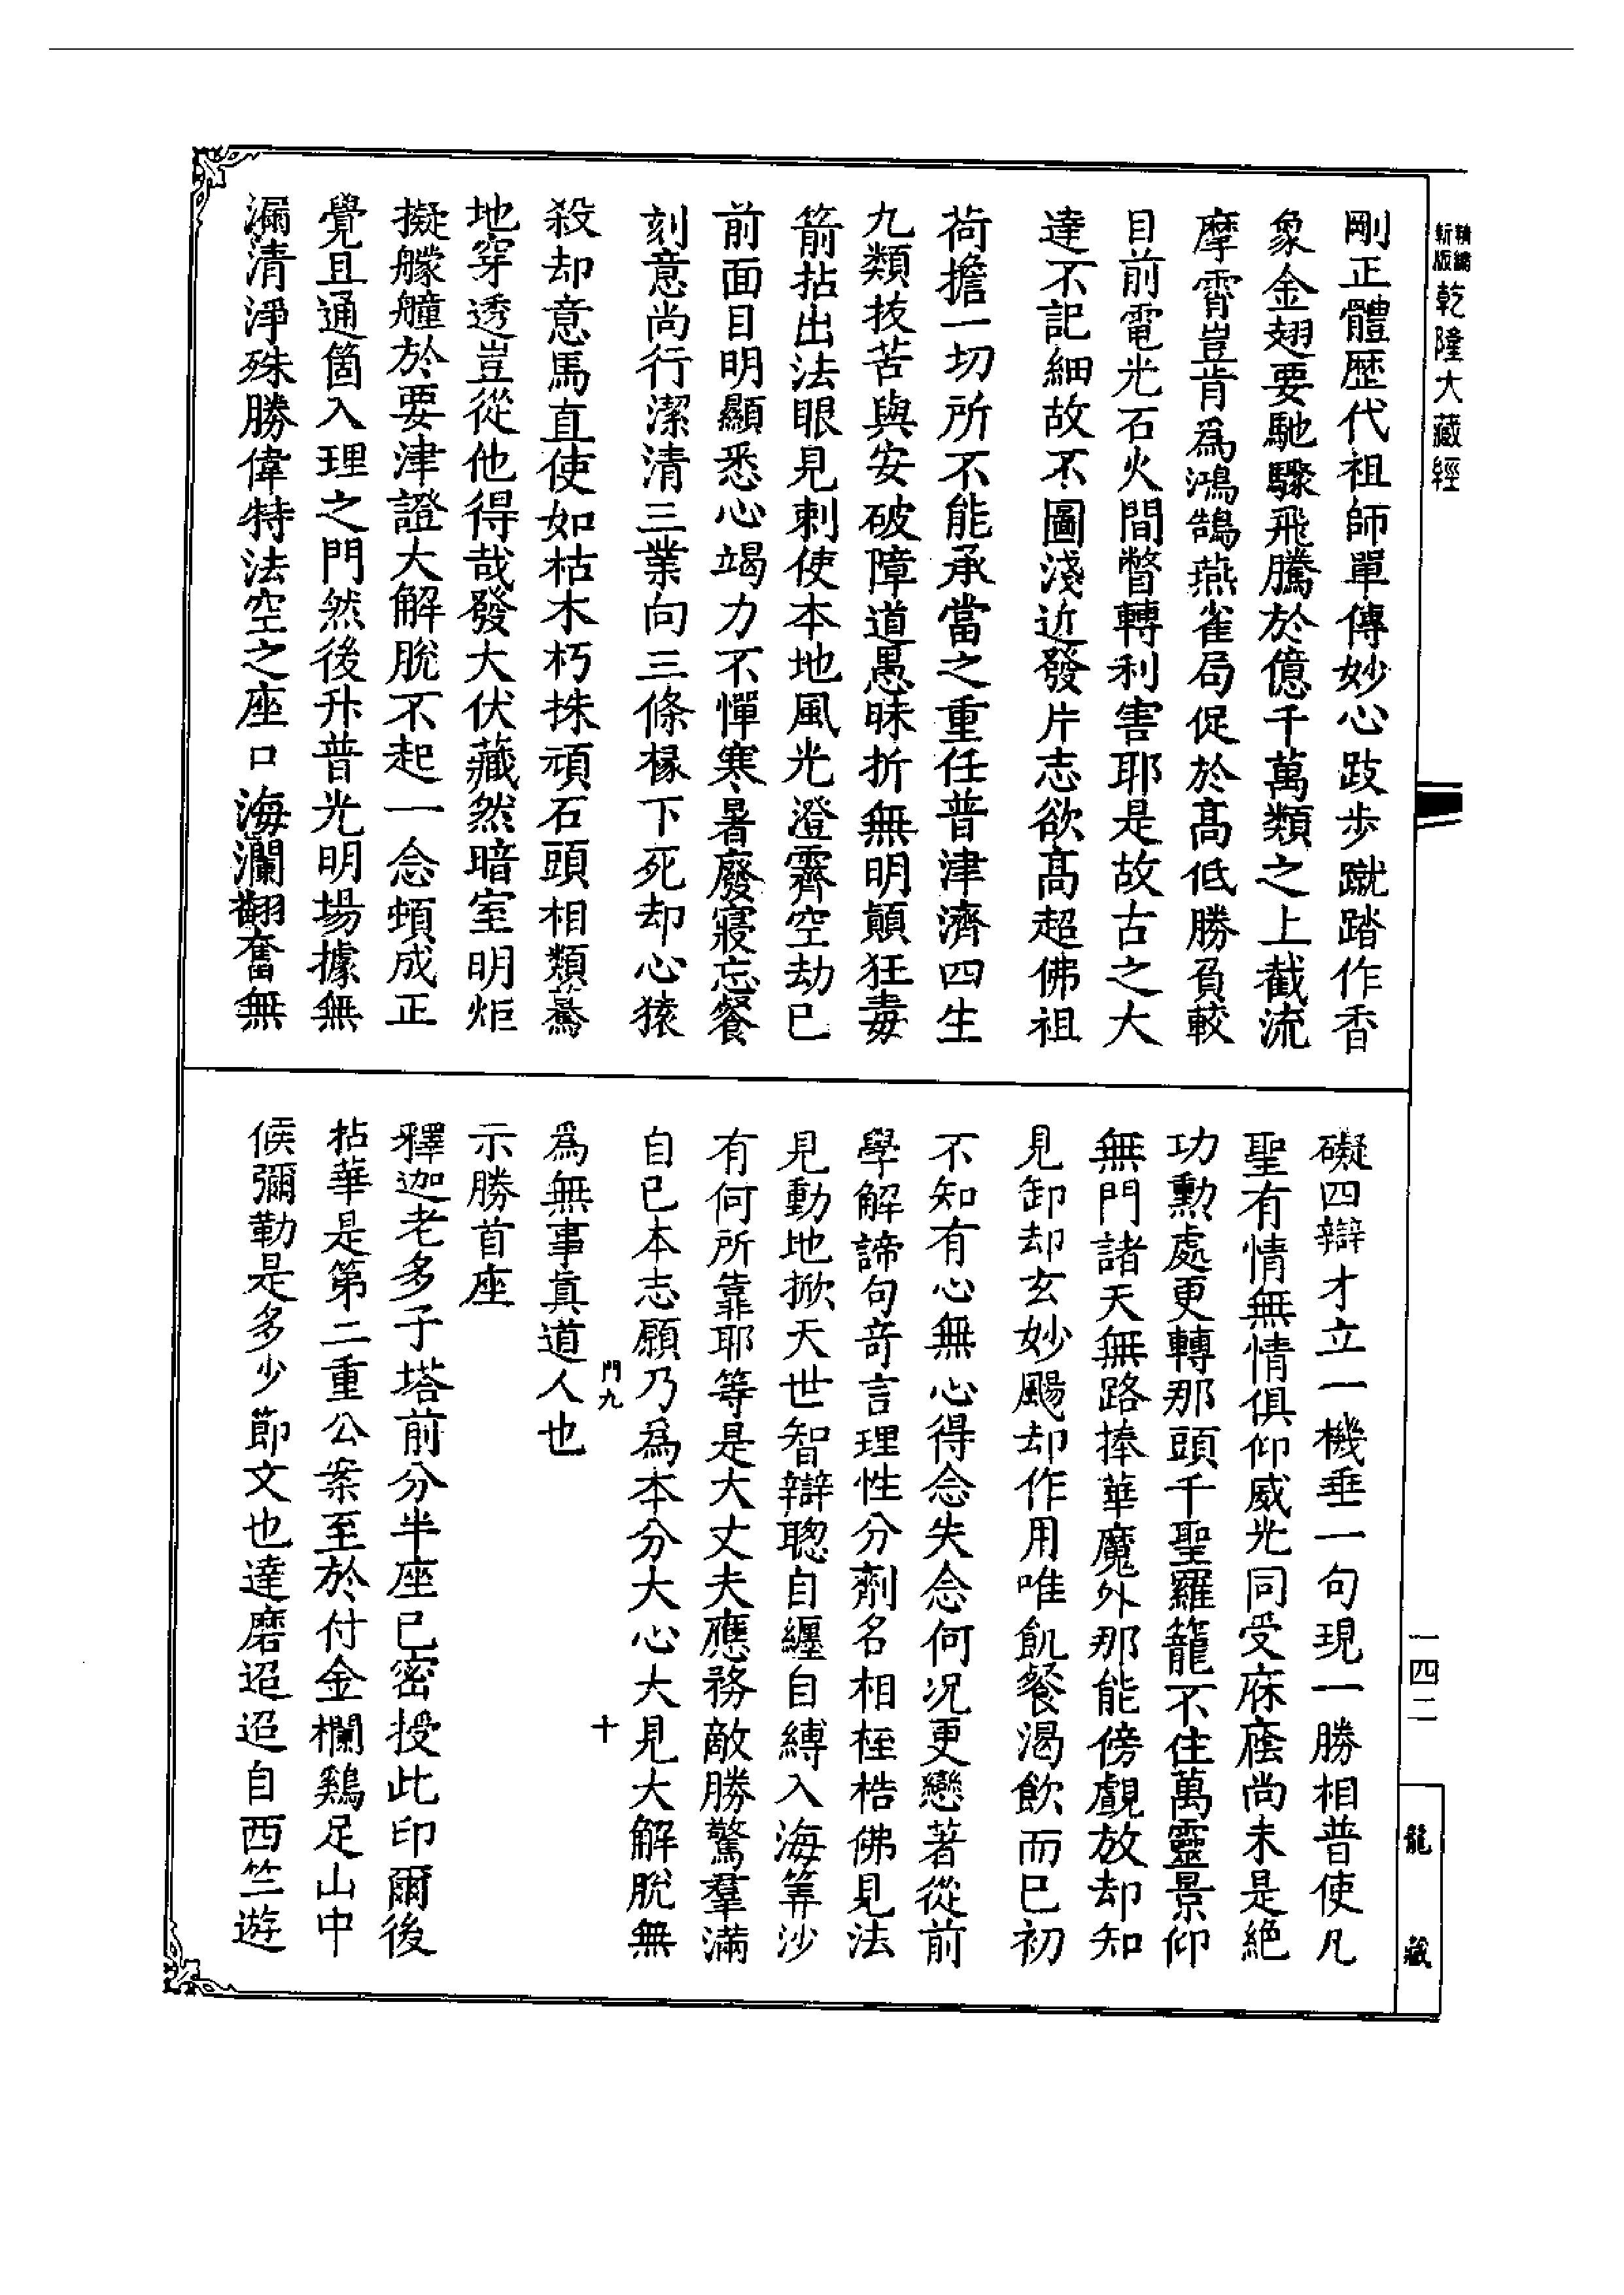 精繡新版乾隆大藏經
剛正體歷代祖師單傳妙心跂步蹴踏作香
象金翅要馳驟飛騰於億千萬類之上截流
摩霄豈肯爲鴻鵠燕雀局促於髙低勝負較
目前電光石火間瞥轉利害耶是故古之大
達不記細故不圖淺近發片志欲髙超佛祖
荷擔一切所不能承當之重任普津濟四生
九類抜苦與安破障道愚昧折無明顛狂毒
箭拈出法眼見刺使本地風光澄霽空劫已
前面目明顯悉心竭力不憚寒暑廢寢忘餐
刻意尚行潔清三業向三條椽下死却心猿
殺却意馬直使如枯木朽株頑石頭相類驀
地穿透豈從他得哉發大伏藏然暗室明炬
擬艨艟於要津證大解脫不起一念頓成正
覺且通箇入理之門然後升普光明場據無
漏清淨殊勝偉特法空之座口海瀾翻奮無
礙四辯才立一機垂一句現一勝相普使凡
聖有情無情俱仰威光同受庥廕尚未是絕
功勲處更轉那頭千聖羅籠不住萬靈景仰
無門諸天無路捧華魔外那能傍覰放却知
見卸却玄妙颺却作用唯飢餐渴飲而已初
不知有心無心得念失念何况更戀著從前
學解諦句竒言理性分劑名相桎梏佛見法
見動地掀天世智辯聰自纏自縛入海筭沙
有何所靠耶等是大丈夫應務敵勝驚羣滿
自已本志願乃爲本分大心大見大解脫無
門九 十
爲無事真道人也
示勝首座
釋迦老多子塔前分半座已密授此印爾後
拈華是第二重公案至於付金襴鷄足山中
候彌勒是多少節文也達磨迢迢自西竺遊
一四二
龍藏